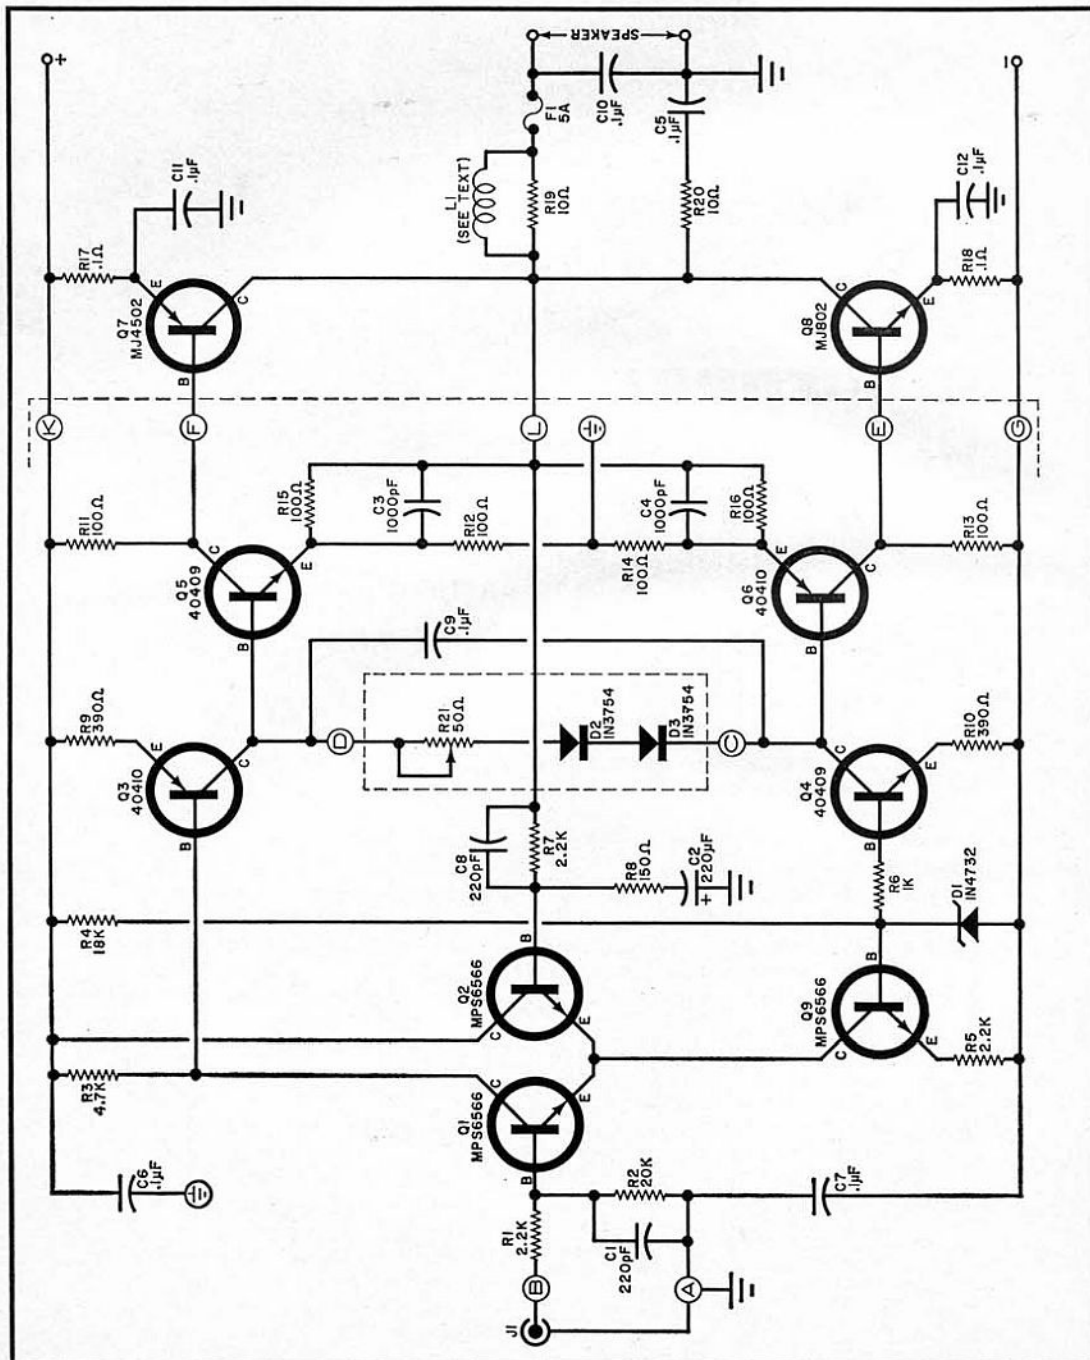 +
SPEAKER
–
F1
5A
C10
.1µF
C5
.1µF
C11
.1µF
L1
(SEE TEXT)
R19
10Ω
R20
10Ω
C12
.1µF
R17
.1Ω
R18
.1Ω
E
C
C
E
Q7
MJ4502
Q8
MJ802
B
B
K
F
L
E
G
R11
100Ω
R15
100Ω
C3
1000pF
R12
100Ω
R14
100Ω
C4
1000pF
R16
100Ω
R13
100Ω
C
E
E
C
Q5
40409
Q6
40410
B
B
C9
.1µF
R9
390Ω
D
R21
50Ω
D2
IN3754
D3
IN3754
C
R10
390Ω
E
C
C
E
Q3
40410
Q4
40409
B
B
C8
220pF
R7
2.2K
R8
150Ω
C2
220µF
+
R6
1K
R4
18K
D1
IN4732
B
B
Q2
MPS6566
Q9
MPS6566
C
E
C
E
R5
2.2K
R3
4.7K
C
E
Q1
MPS6566
B
C6
.1µF
R1
2.2K
R2
20K
C1
220pF
C7
.1µF
B
A
J1